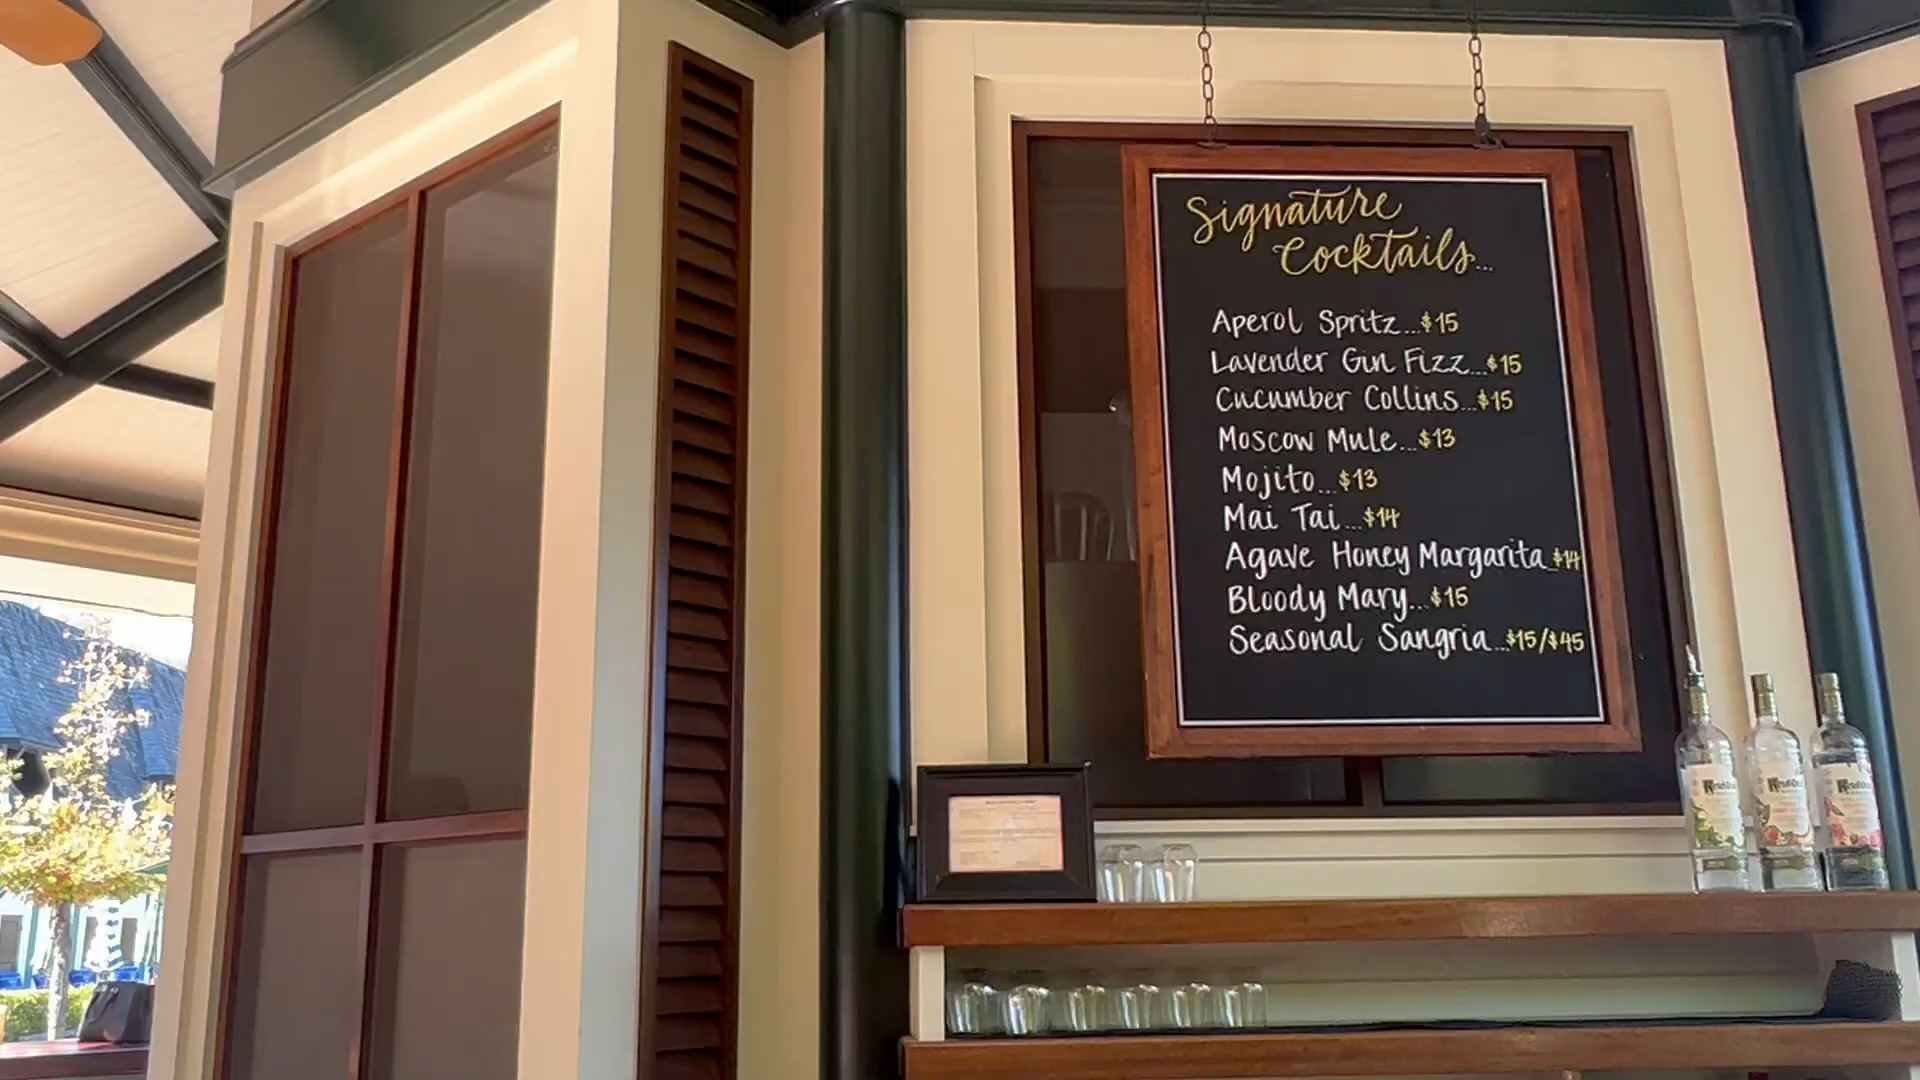 Signature
Cocktails...
Aperol Spritz...$15
Lavender Gin Fizz...$15
Cucumber Collins...$15
Moscow Mule...$13
Mojito...$13
Mai Tai...$14
Agave Honey Margarita...$14
Bloody Mary...$15
Seasonal Sangria...$15/$45